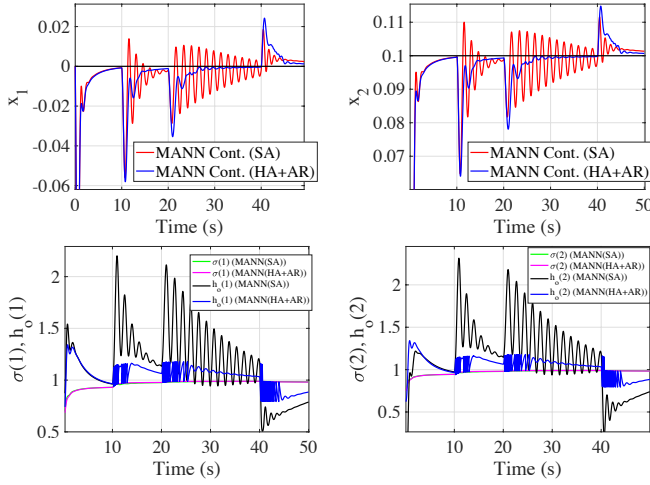 0.02
0
-0.02
-0.04
-0.06
x1
MANN Cont. (SA)
MANN Cont. (HA+AR)
0 10 20 30 40
Time (s)
0.11
0.1
0.09
0.08
0.07
x2
MANN Cont. (SA)
MANN Cont. (HA+AR)
10 20 30 40 50
Time (s)
2
1.5
1
0.5
σ(1), ho(1)
σ(1) (MANN(SA))
σ(1) (MANN(HA+AR))
ho(1) (MANN(SA))
ho(1) (MANN(HA+AR))
10 20 30 40 50
Time (s)
2
1.5
1
0.5
σ(2), ho(2)
σ(2) (MANN(SA))
σ(2) (MANN(HA+AR))
ho(2) (MANN(SA))
ho(2) (MANN(HA+AR))
10 20 30 40 50
Time (s)